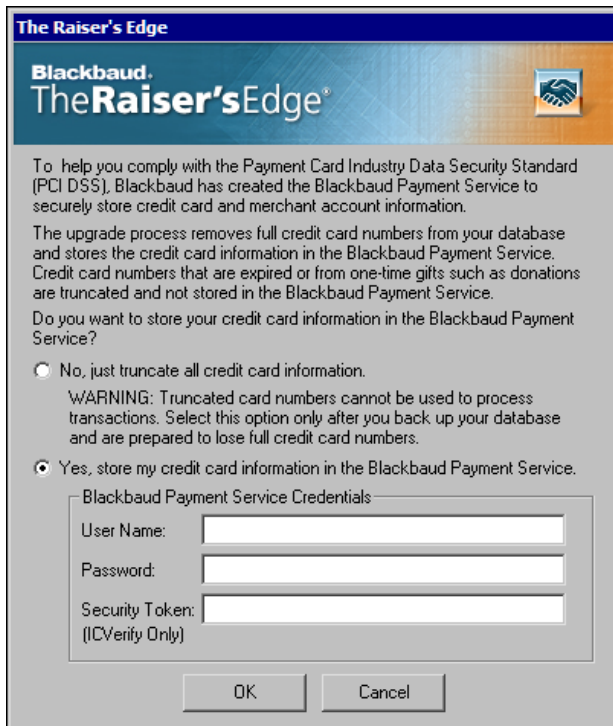 The Raiser's Edge
Blackbaud®
TheRaiser'sEdge®
To help you comply with the Payment Card Industry Data Security Standard
(PCI DSS), Blackbaud has created the Blackbaud Payment Service to
securely store credit card and merchant account information.
The upgrade process removes full credit card numbers from your database
and stores the credit card information in the Blackbaud Payment Service.
Credit card numbers that are expired or from one-time gifts such as donations
are truncated and not stored in the Blackbaud Payment Service.
Do you want to store your credit card information in the Blackbaud Payment
Service?
No, just truncate all credit card information.
WARNING: Truncated card numbers cannot be used to process
transactions. Select this option only after you back up your database
and are prepared to lose full credit card numbers.
Yes, store my credit card information in the Blackbaud Payment Service.
Blackbaud Payment Service Credentials
User Name:
Password:
Security Token:
(ICVerify Only)
OK
Cancel